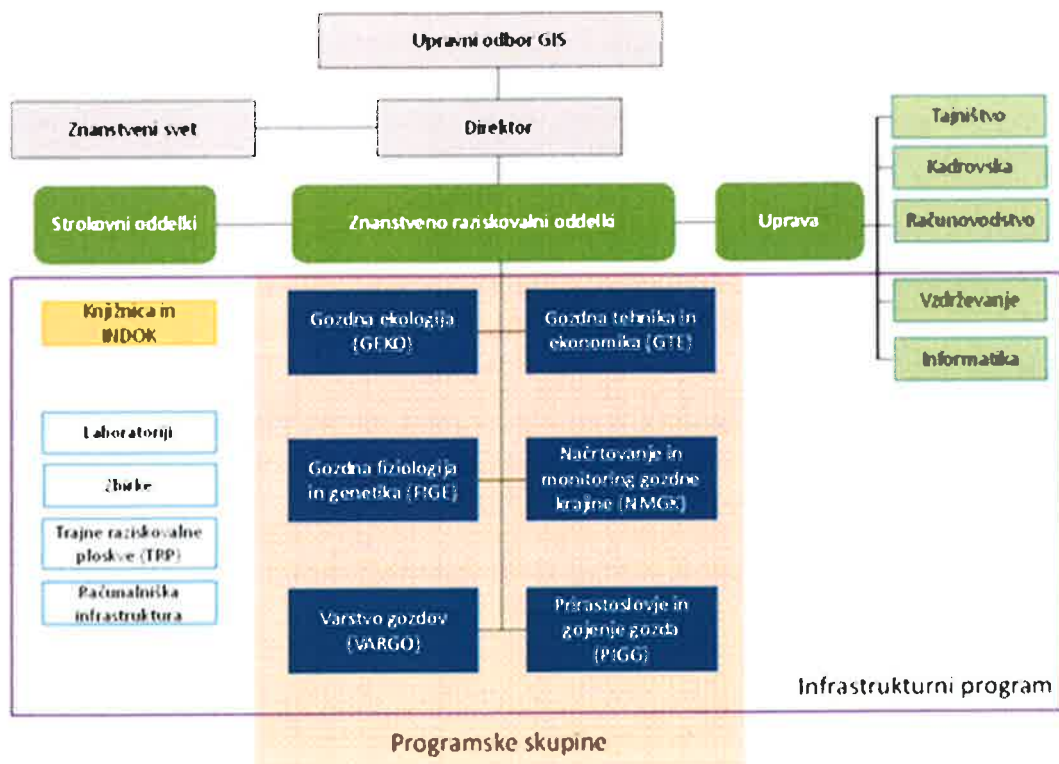 Upravni odbor GIS
Znanstveni svet
Direktor
Tajništvo
Kadrovska
Računovodstvo
Vzdrževanje
Informatika
Strokovni oddelki
Znanstveno raziskovalni oddelki
Uprava
Knjižnica in
INDOK
Laboratoriji
Zbirke
Trajne raziskovalne
ploskve (TRP)
Računalniška
infrastruktura
Gozdna ekologija
(GEKO)
Gozdna tehnika in
ekonomika (GTE)
Gozdna fiziologija
in genetika (FIGE)
Načrtovanje in
monitoring gozdne
krajine (NMGK)
Varstvo gozdov
(VARGO)
Prirastoslovje in
gojenje gozda
(PIGG)
Infrastrukturni program
Programske skupine